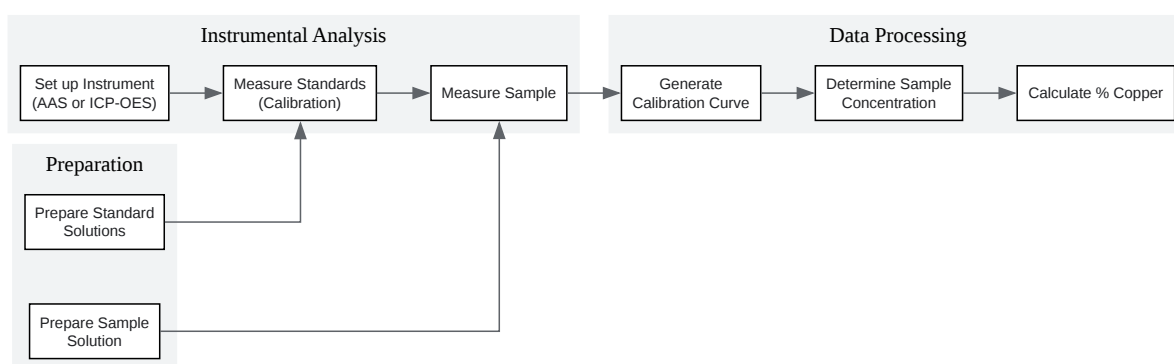 Instrumental Analysis
Set up Instrument
(AAS or ICP-OES)
Measure Standards
(Calibration)
Measure Sample
Data Processing
Generate
Calibration Curve
Determine Sample
Concentration
Calculate % Copper
Preparation
Prepare Standard
Solutions
Prepare Sample
Solution